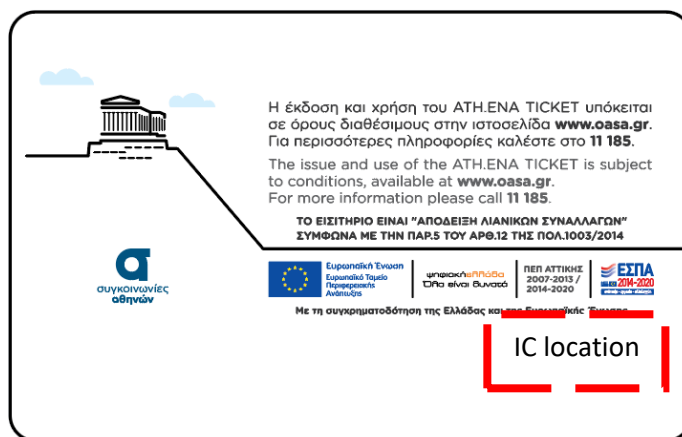 Η έκδοση και χρήση του ATH.ENA TICKET υπόκειται
σε όρους διαθέσιμους στην ιστοσελίδα www.oasa.gr.
Για περισσότερες πληροφορίες καλέστε στο 11 185.
The issue and use of the ATH.ENA TICKET is subject
to conditions, available at www.oasa.gr.
For more information please call 11 185.
ΤΟ ΕΙΣΙΤΗΡΙΟ ΕΙΝΑΙ "ΑΠΟΔΕΙΞΗ ΛΙΑΝΙΚΩΝ ΣΥΝΑΛΛΑΓΩΝ"
ΣΥΜΦΩΝΑ ΜΕ ΤΗΝ ΠΑΡ.5 ΤΟΥ ΑΡΘ.12 ΤΗΣ ΠΟΛ.1003/2014
συγκοινωνίες
αθηνών
Ευρωπαϊκή Ένωση
Ευρωπαϊκό Ταμείο
Περιφερειακής
Ανάπτυξης
ψηφιακήελλάδα
Όλα είναι δυνατά
ΠΕΠ ΑΤΤΙΚΗΣ
2007-2013 /
2014-2020
ΕΣΠΑ
2014-2020
Με τη συγχρηματοδότηση της Ελλάδας και της Ευρωπαϊκής Ένωσης
IC location